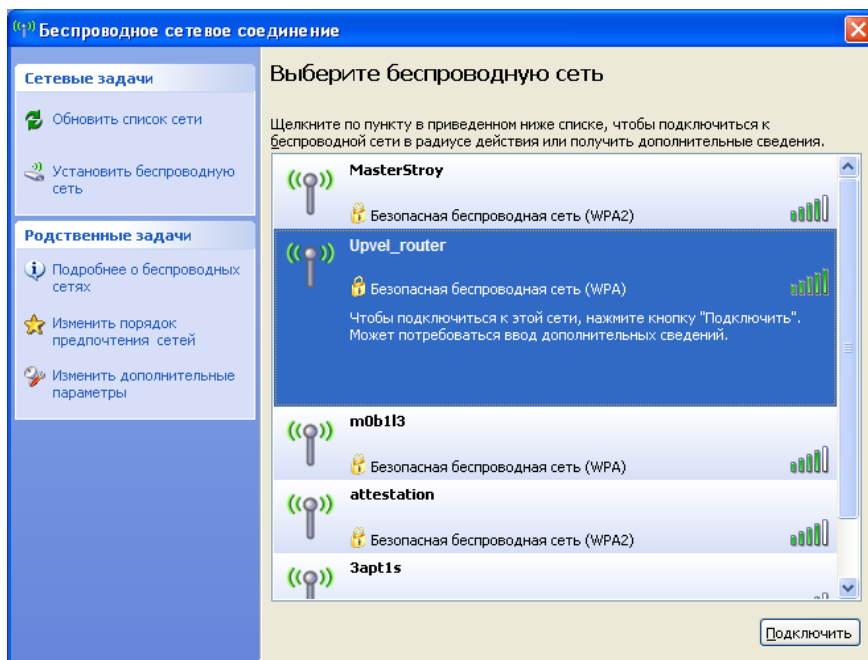 Беспроводное сетевое соединение
Сетевые задачи
Обновить список сети
Установить беспроводную
сеть
Родственные задачи
Подробнее о беспроводных
сетях
Изменить порядок
предпочтения сетей
Изменить дополнительные
параметры
Выберите беспроводную сеть
Щелкните по пункту в приведенном ниже списке, чтобы подключиться к
беспроводной сети в радиусе действия или получить дополнительные сведения.
MasterStroy
Безопасная беспроводная сеть (WPA2)
Upvel_router
Безопасная беспроводная сеть (WPA)
Чтобы подключиться к этой сети, нажмите кнопку "Подключить".
Может потребоваться ввод дополнительных сведений.
m0b1l3
Безопасная беспроводная сеть (WPA)
attestation
Безопасная беспроводная сеть (WPA2)
3apt1s
Подключить